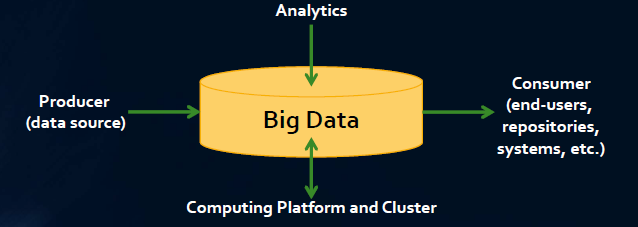 Analytics
Producer
(data source)
Big Data
Consumer
(end-users,
repositories,
systems, etc.)
Computing Platform and Cluster